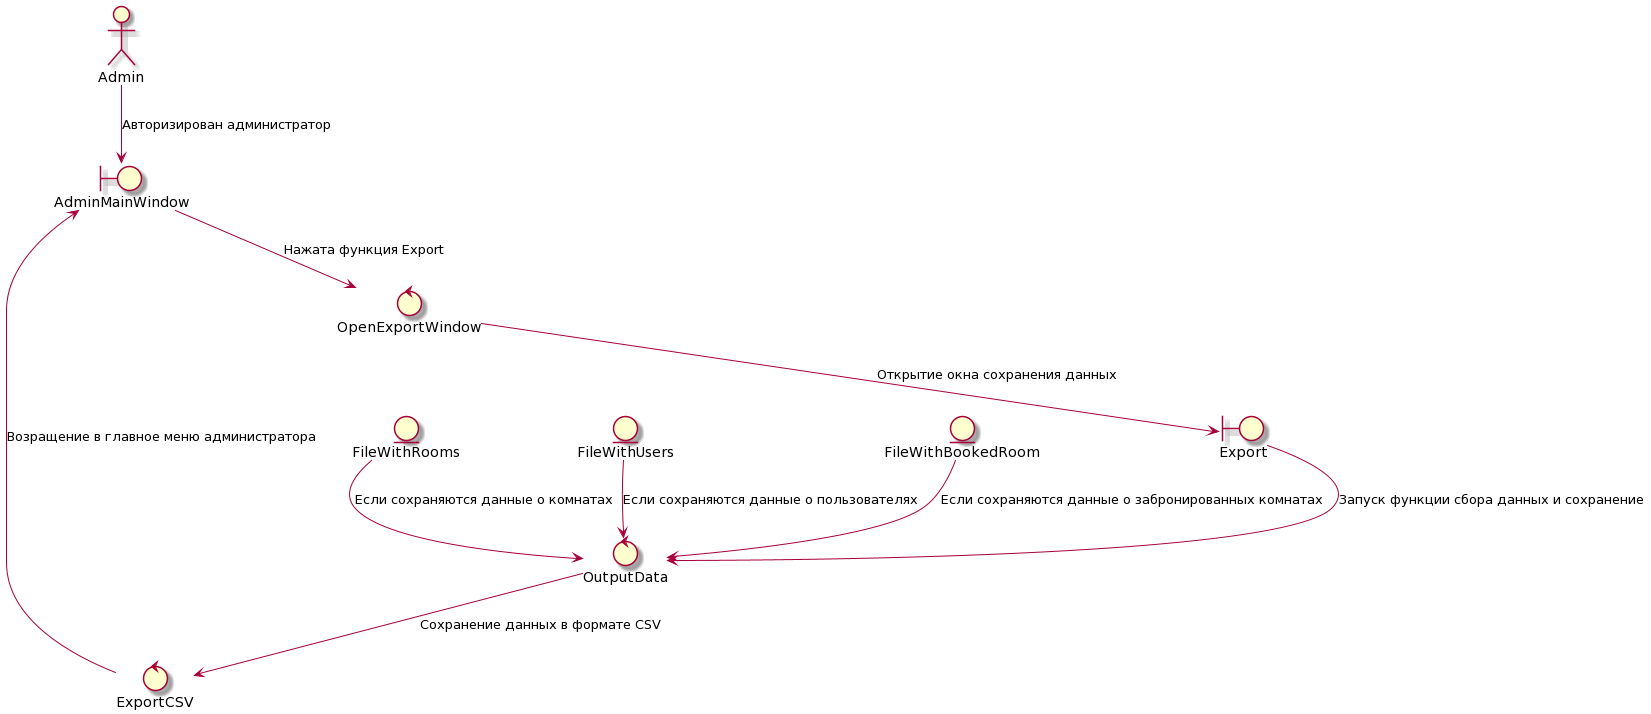 Admin
Авторизирован администратор
AdminMainWindow
Нажата функция Export
OpenExportWindow
Открытие окна сохранения данных
Возращение в главное меню администратора
FileWithRooms
FileWithUsers
FileWithBookedRoom
Export
Если сохраняются данные о комнатах
Если сохраняются данные о пользователях
Если сохраняются данные о забронированных комнатах
Запуск функции сбора данных и сохранение
OutputData
Сохранение данных в формате CSV
ExportCSV